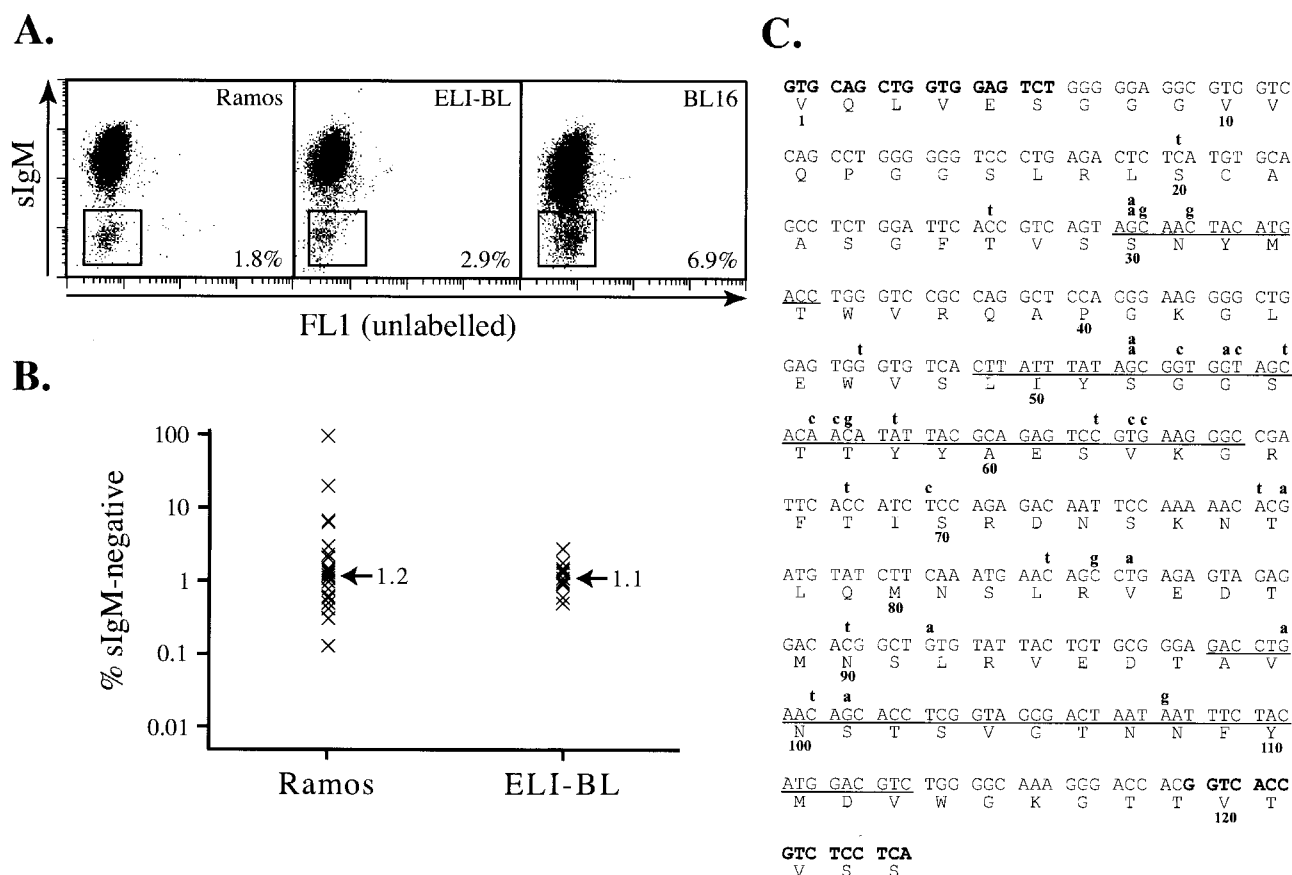 A.
sIgM
Ramos
1.8%
ELI-BL
2.9%
BL16
6.9%
FL1 (unlabelled)
B.
% sIgM-negative
100
10
1
0.1
0.01
1.2
1.1
Ramos
ELI-BL
C.
GTG CAG CTG GTG GAG TCT GGG GGA GGC GTG GTC
V Q L V E S G G G V V
1 10
t
CAG CCT GGG GGG TCC CTG AGA CTC TCA TGT GCA
Q P G G S L R L S C A
20
a
t a g g
GCC TCT GGA TTC ACC GTC AGT AGC AAC TAC ATG
A S G F T V S S N Y M
30
ACC TGG GTC CGC CAG GCT CCA GGG AAG GGG CTG
T W V R Q A P G K G L
40
a
t a c a c t
GAG TGG GTG TCA CTT ATT TAT AGC GGT GGT AGC
E W V S L I Y S G G S
50
c c g t t c c
ACA ACA TAT TAC GCA GAG TCC GTG AAG GGC CGA
T T Y Y A E S V K G R
60
t c t a
TTC ACC ATC TCC AGA GAC AAT TCC AAA AAC ACG
F T I S R D N S K N T
70
t g a
ATG TAT CTT CAA ATG AAC AGC CTG AGA GTA GAG
L Q M N S L R V E D T
80
t a a
GAC ACG GCT GTG TAT TAC TGT GCG GGA GAC CTG
M N S L R V E D T A V
90
t a g
AAC AGC ACC TCG GTA GGG ACT AAT AAT TTC TAC
N S T S V G T N N F Y
100 110
ATG GAC GTC TGG GGC AAA GGG ACC ACG GTC ACC
M D V W G K G T T V T
120
GTC TCC TCA
V S S